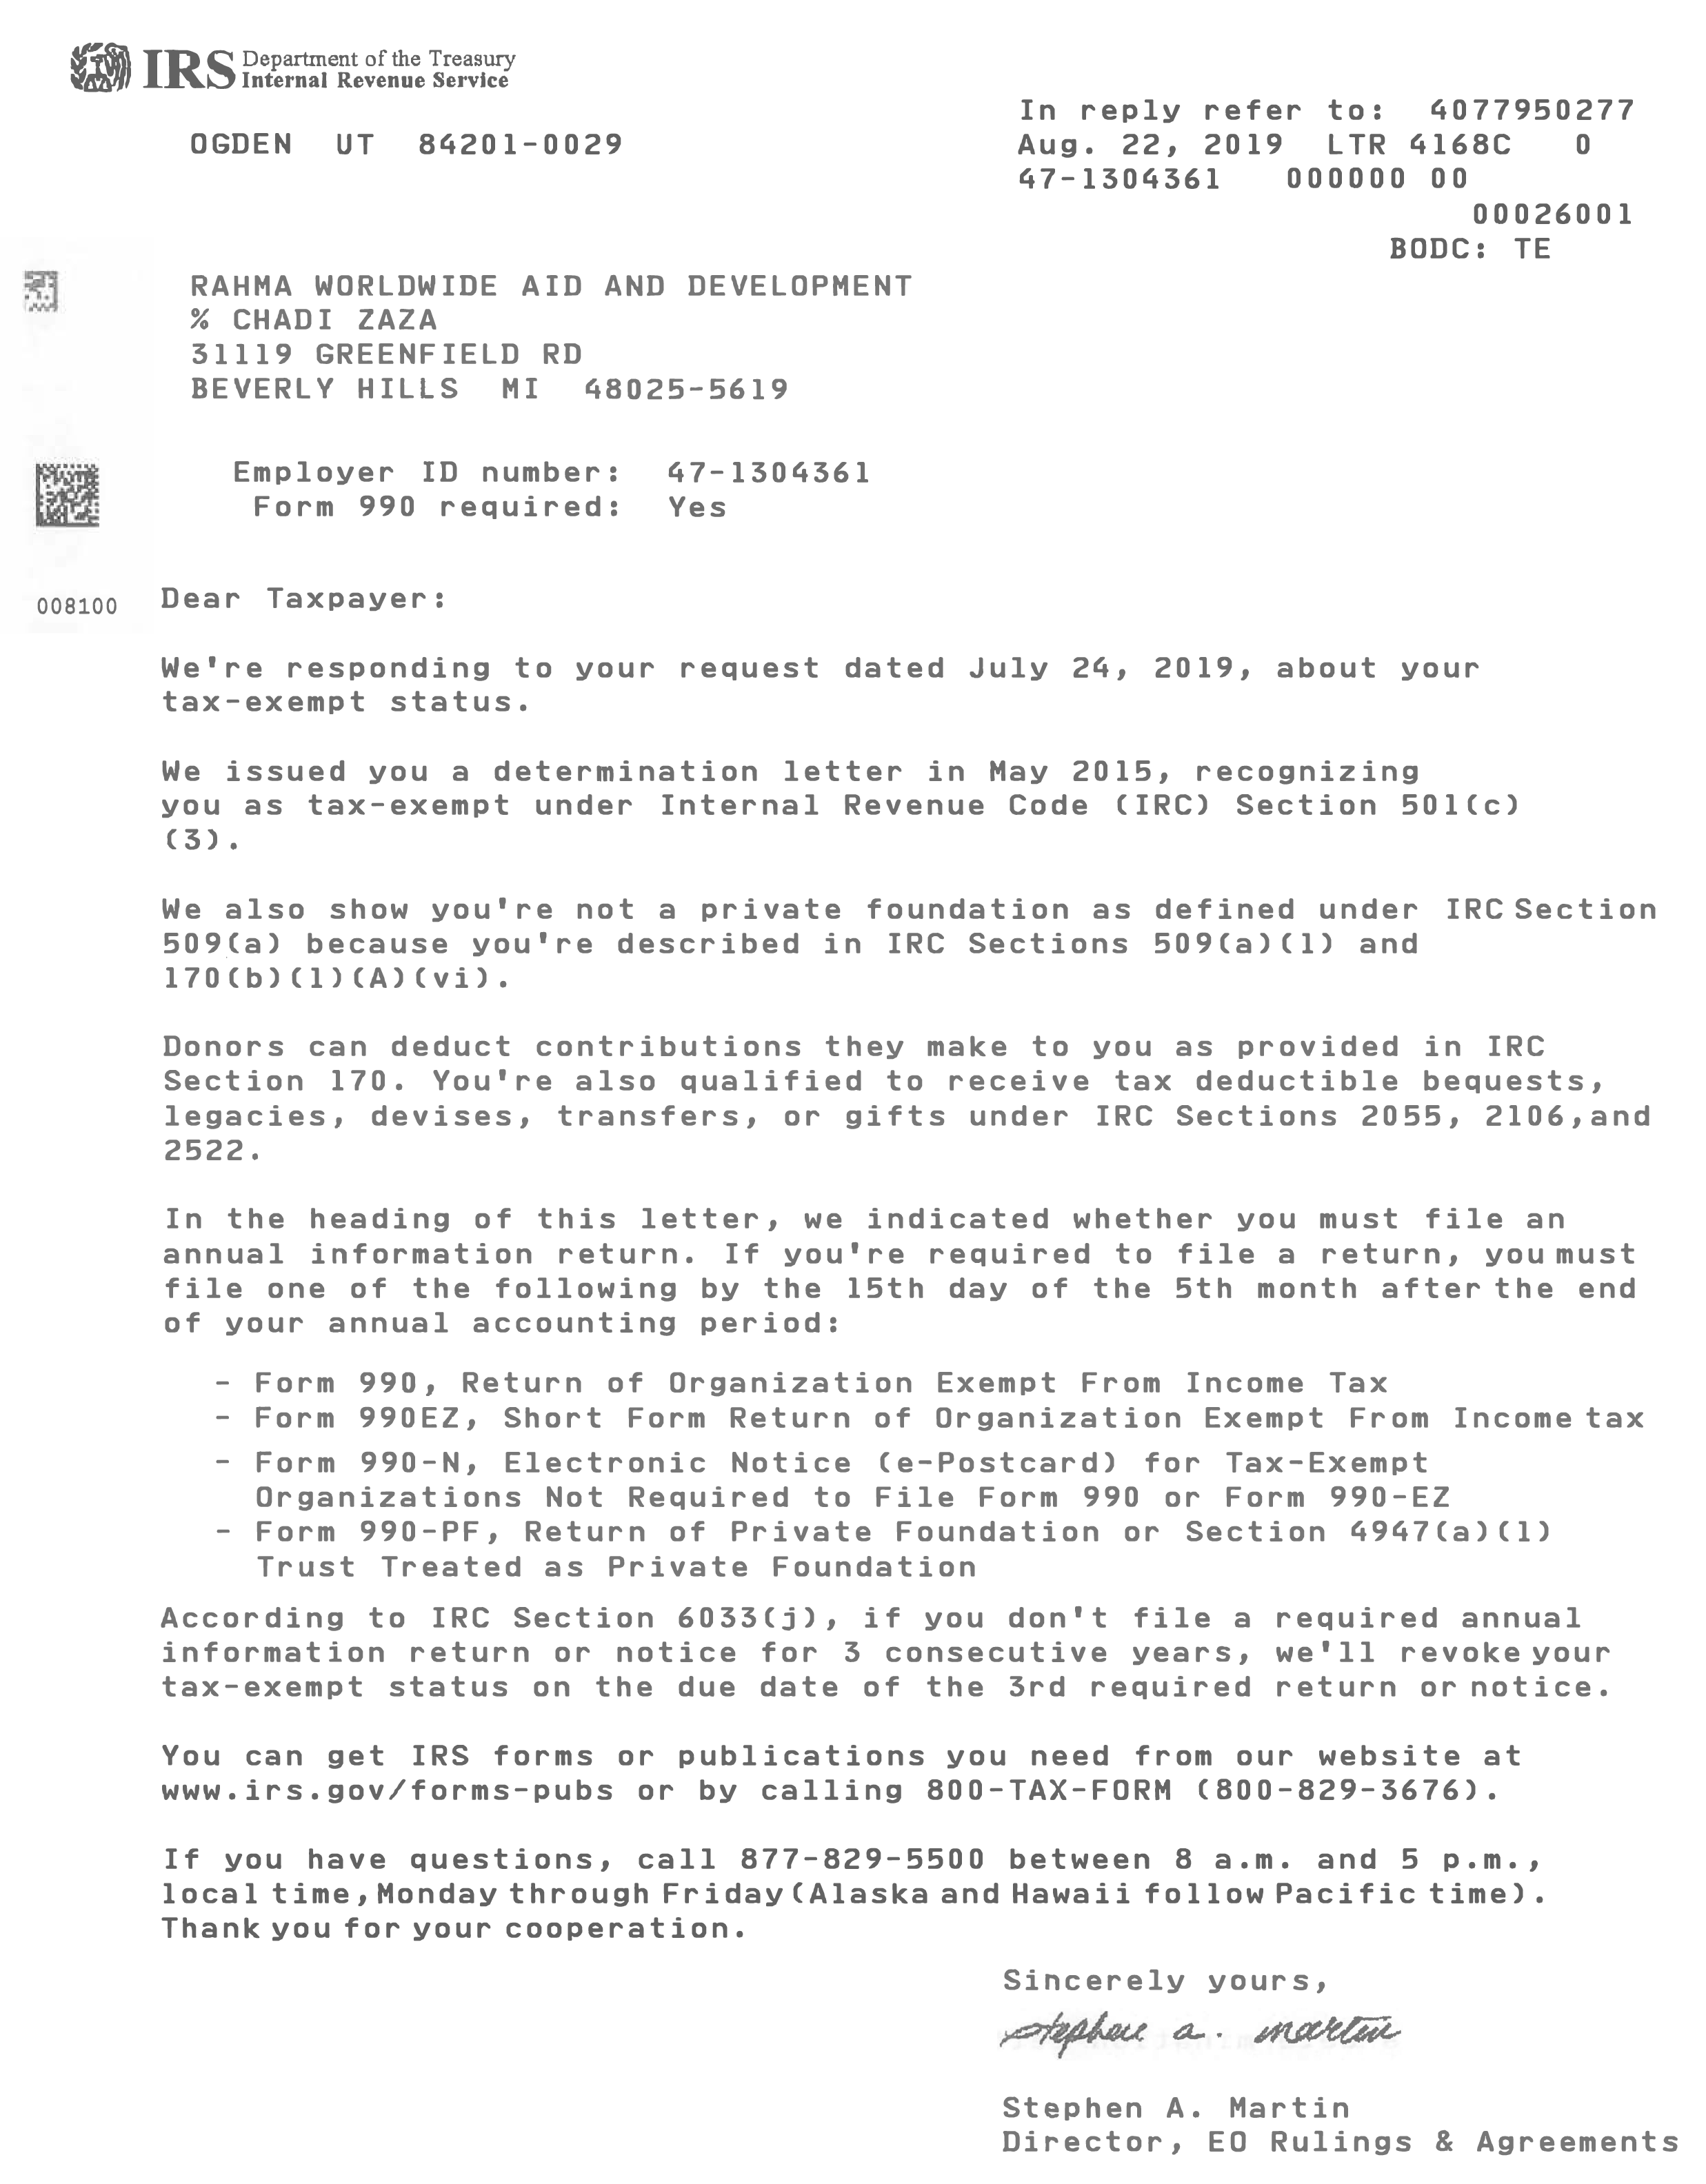 IRS Department of the Treasury
Internal Revenue Service
OGDEN UT 84201-0029
In reply refer to: 4077950277
Aug. 22, 2019 LTR 4168C 0
47-1304361 000000 00
00026001
BODC: TE
RAHMA WORLDWIDE AID AND DEVELOPMENT
% CHADI ZAZA
31119 GREENFIELD RD
BEVERLY HILLS MI 48025-5619
Employer ID number: 47-1304361
Form 990 required: Yes
008100
Dear Taxpayer:
We're responding to your request dated July 24, 2019, about your
tax-exempt status.
We issued you a determination letter in May 2015, recognizing
you as tax-exempt under Internal Revenue Code (IRC) Section 501(c)
(3).
We also show you're not a private foundation as defined under IRC Section
509(a) because you're described in IRC Sections 509(a)(1) and
170(b)(1)(A)(vi).
Donors can deduct contributions they make to you as provided in IRC
Section 170. You're also qualified to receive tax deductible bequests,
legacies, devises, transfers, or gifts under IRC Sections 2055, 2106, and
2522.
In the heading of this letter, we indicated whether you must file an
annual information return. If you're required to file a return, you must
file one of the following by the 15th day of the 5th month after the end
of your annual accounting period:
- Form 990, Return of Organization Exempt From Income Tax
- Form 990EZ, Short Form Return of Organization Exempt From Income tax
- Form 990-N, Electronic Notice (e-Postcard) for Tax-Exempt
Organizations Not Required to File Form 990 or Form 990-EZ
- Form 990-PF, Return of Private Foundation or Section 4947(a)(1)
Trust Treated as Private Foundation
According to IRC Section 6033(j), if you don't file a required annual
information return or notice for 3 consecutive years, we'll revoke your
tax-exempt status on the due date of the 3rd required return or notice.
You can get IRS forms or publications you need from our website at
www.irs.gov/forms-pubs or by calling 800-TAX-FORM (800-829-3676).
If you have questions, call 877-829-5500 between 8 a.m. and 5 p.m.,
local time, Monday through Friday (Alaska and Hawaii follow Pacific time).
Thank you for your cooperation.
Sincerely yours,
Stephen A. Martin
Stephen A. Martin
Director, EO Rulings & Agreements